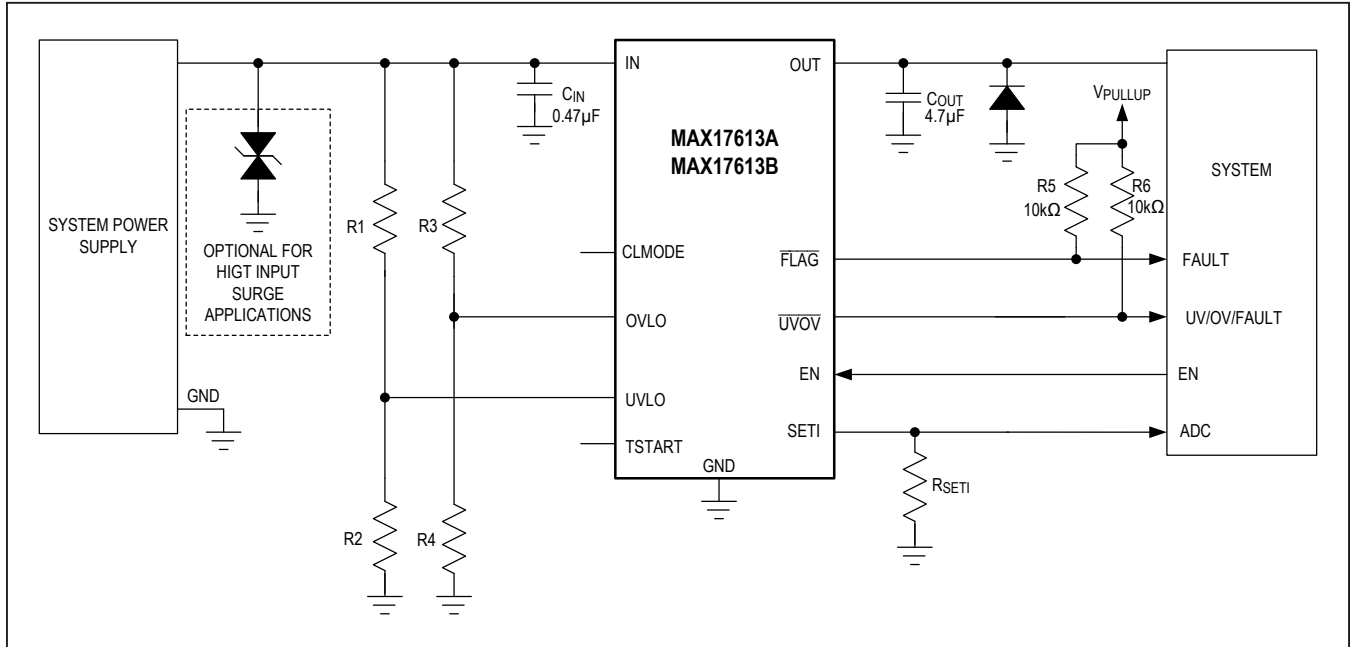 SYSTEM POWER
SUPPLY
GND
OPTIONAL FOR
HIGT INPUT
SURGE
APPLICATIONS
R1
R2
R3
R4
CIN
0.47µF
IN
OUT
MAX17613A
MAX17613B
CLMODE
FLAG
OVLO
UVOV
EN
UVLO
SETI
TSTART
GND
COUT
4.7µF
VPULLUP
R5
10kΩ
R6
10kΩ
RSETI
SYSTEM
FAULT
UV/OV/FAULT
EN
ADC